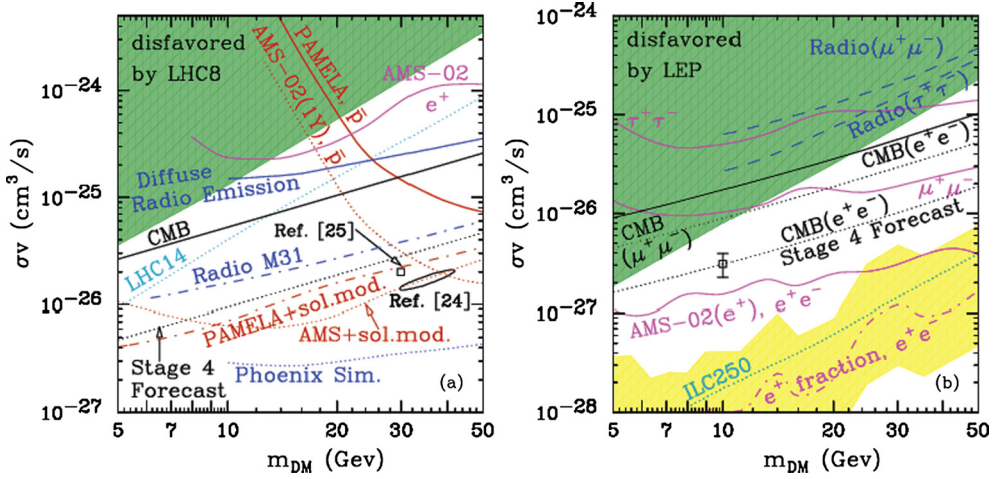 disfavored
by LHC8
PAMELA, p̄
AMS-02(1Y), p̄
AMS-02
e⁺
Diffuse
Radio Emission
CMB
LHC14
Radio M31
Ref. [25]
Ref. [24]
PAMELA+sol.mod.
AMS+sol.mod.
Stage 4
Forecast
Phoenix Sim.
(a)
10⁻²⁴
10⁻²⁵
10⁻²⁶
10⁻²⁷
σv (cm³/s)
5 7 10 20 30 50
m_DM (Gev)
disfavored
by LEP
Radio(μ⁺μ⁻)
Radio(τ⁺τ⁻)
τ⁺τ⁻
CMB(e⁺e⁻)
CMB
(μ⁺μ⁻)
μ⁺μ⁻
CMB(e⁺e⁻)
Stage 4 Forecast
AMS-02(e⁺), e⁺e⁻
ILC250
e⁺ fraction, e⁺e⁻
(b)
10⁻²⁴
10⁻²⁵
10⁻²⁶
10⁻²⁷
10⁻²⁸
σv (cm³/s)
5 7 10 20 30 50
m_DM (Gev)